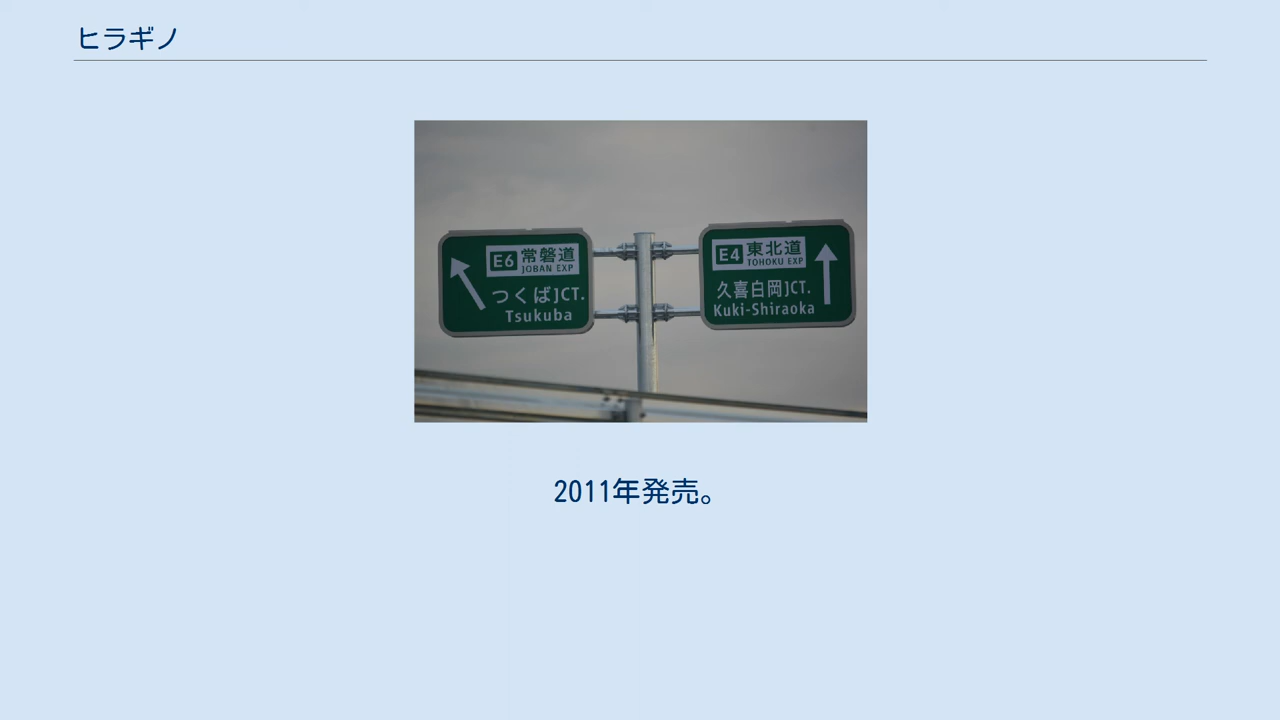 ヒラギノ
E6 常磐道
JOBAN EXP
つくばJCT.
Tsukuba
E4 東北道
TOHOKU EXP
久喜白岡JCT.
Kuki-Shiraoka
2011年発売。